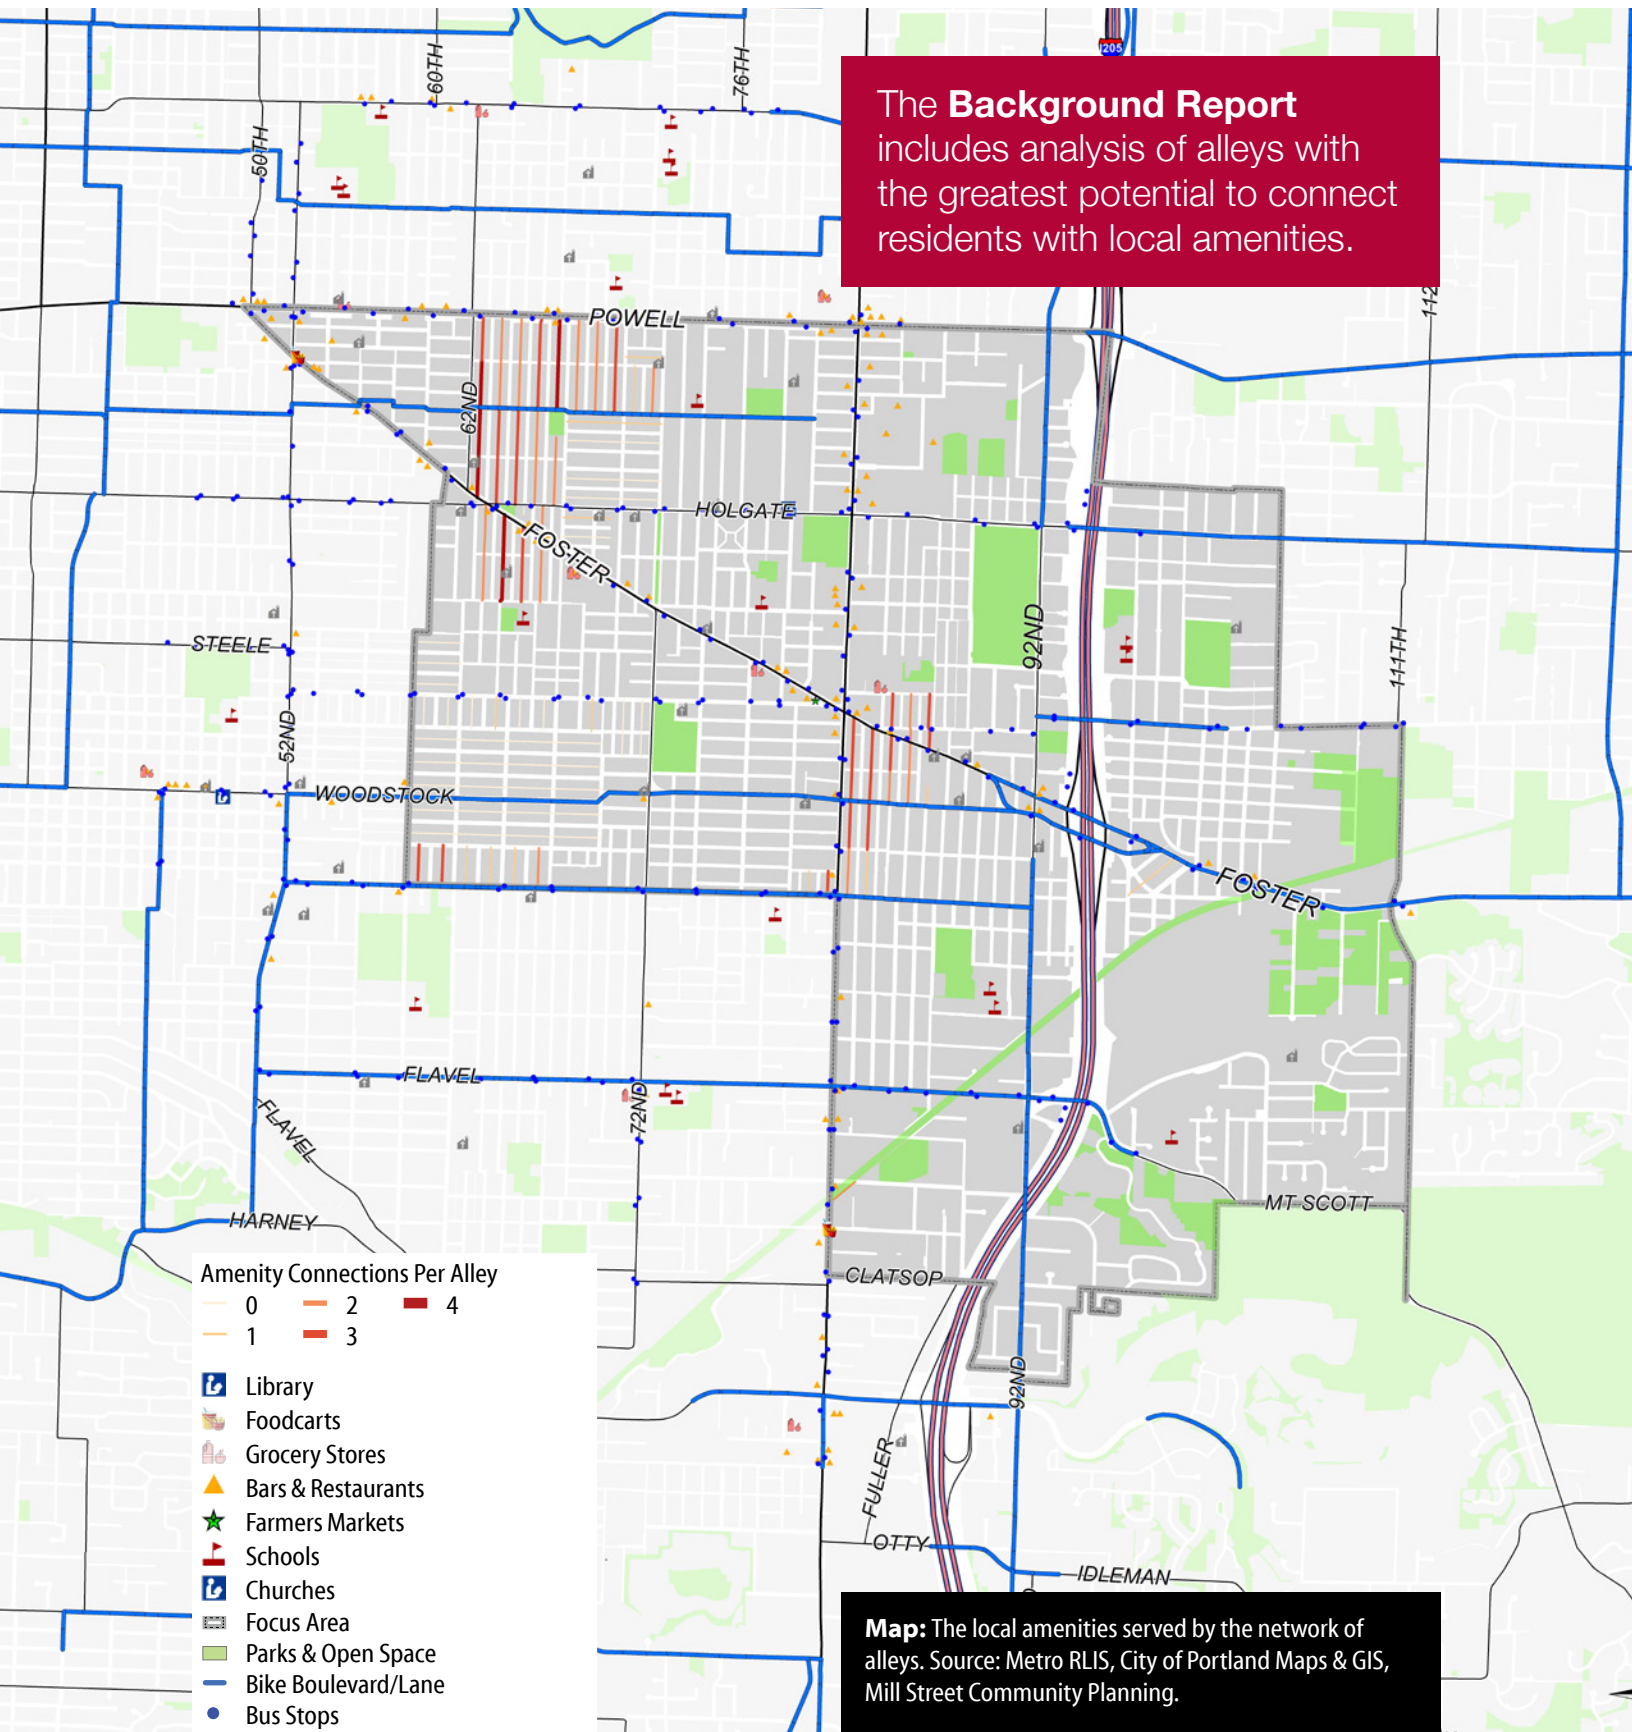 60TH
76TH
205
The Background Report
includes analysis of alleys with
the greatest potential to connect
residents with local amenities.
50TH
112
POWELL
62ND
HOLGATE
FOSTER
92ND
STEELE
111TH
52ND
WOODSTOCK
FOSTER
FLAVEL
FLAVEL
72ND
MT SCOTT
HARNEY
CLATSOP
Amenity Connections Per Alley
0 2 4
1 3
Library
Foodcarts
Grocery Stores
Bars & Restaurants
Farmers Markets
Schools
Churches
Focus Area
Parks & Open Space
Bike Boulevard/Lane
Bus Stops
92ND
FULLER
OTTY
IDLEMAN
Map: The local amenities served by the network of
alleys. Source: Metro RLIS, City of Portland Maps & GIS,
Mill Street Community Planning.